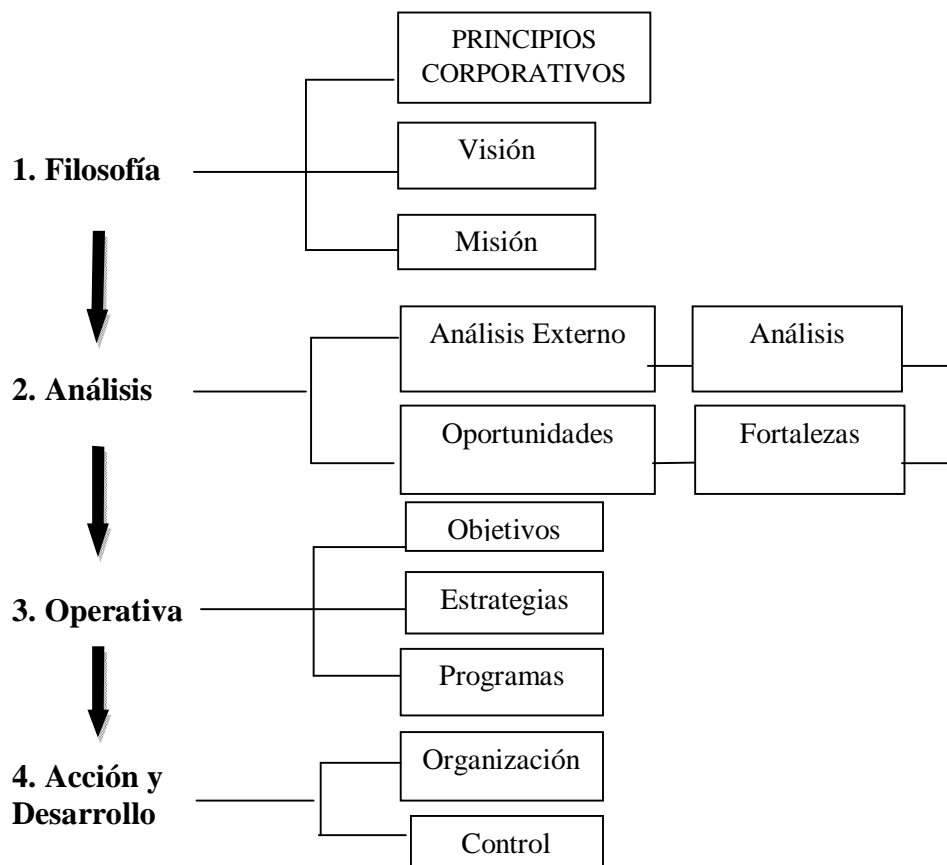 PRINCIPIOS
CORPORATIVOS
1. Filosofía
Visión
Misión
Análisis Externo
Análisis
2. Análisis
Oportunidades
Fortalezas
Objetivos
3. Operativa
Estrategias
Programas
4. Acción y
Desarrollo
Organización
Control